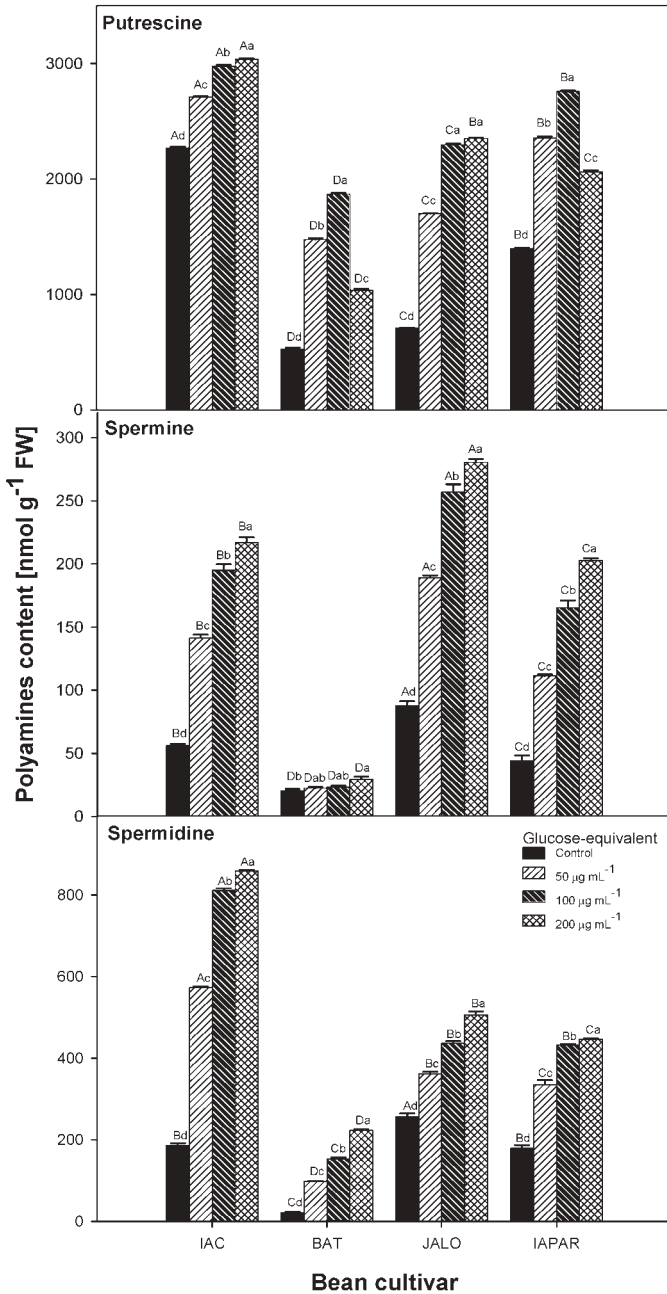 Putrescine
3000
2000
1000
0
Ad
Ac
Ab
Aa
Dd
Db
Da
Dc
Cd
Cc
Ca
Ba
Bd
Bb
Ba
Cc
Spermine
300
250
200
150
100
50
0
Bd
Bc
Bb
Ba
Db
Dab
Dab
Da
Ad
Ac
Ab
Aa
Cd
Cc
Cb
Ca
Polyamines content [nmol g⁻¹ FW]
Spermidine
800
600
400
200
0
Bd
Ac
Ab
Aa
Cd
Dc
Cb
Da
Ad
Bc
Bb
Ba
Bd
Cc
Bb
Ca
Glucose-equivalent
Control
50 µg mL⁻¹
100 µg mL⁻¹
200 µg mL⁻¹
IAC
BAT
JALO
IAPAR
Bean cultivar